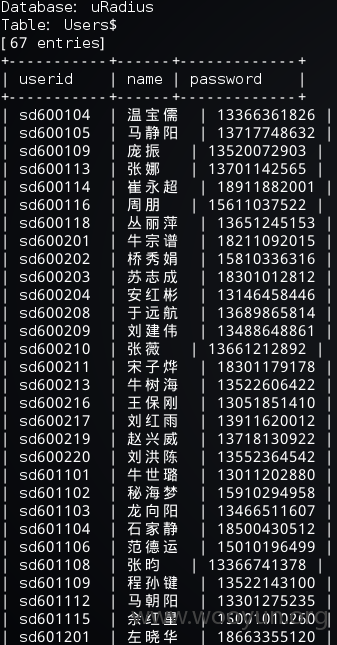 Database: uRadius
Table: Users$
[67 entries]
+-----------+------+-------------+
| userid | name | password |
+-----------+------+-------------+
| sd600104 | 温宝儒 | 13366361826 |
| sd600105 | 马静阳 | 13717748632 |
| sd600109 | 庞振 | 13520072903 |
| sd600113 | 张娜 | 13701142565 |
| sd600114 | 崔永超 | 18911882001 |
| sd600116 | 周朋 | 15611037522 |
| sd600118 | 丛丽萍 | 13651245153 |
| sd600201 | 牛宗谱 | 18211092015 |
| sd600202 | 桥秀娟 | 15810336316 |
| sd600203 | 苏志成 | 18301012812 |
| sd600204 | 安红彬 | 13146458446 |
| sd600208 | 于远航 | 13689865814 |
| sd600209 | 刘建伟 | 13488648861 |
| sd600210 | 张薇 | 13661212892 |
| sd600211 | 宋子烨 | 18301179178 |
| sd600213 | 牛树海 | 13522606422 |
| sd600216 | 王保刚 | 13051851410 |
| sd600217 | 刘红雨 | 13911620012 |
| sd600219 | 赵兴威 | 13718130922 |
| sd600220 | 刘洪陈 | 13552364542 |
| sd601101 | 牛世璐 | 13011202880 |
| sd601102 | 秘海梦 | 15910294958 |
| sd601103 | 龙向阳 | 13466511607 |
| sd601104 | 石家静 | 18500430512 |
| sd601106 | 范德运 | 15010196499 |
| sd601108 | 张昀 | 13366741378 |
| sd601109 | 程孙键 | 13522143100 |
| sd601112 | 马朝阳 | 13301275235 |
| sd601115 | 余红星 | 15001010260 |
www.wooyun.org
| sd601201 | 左晓华 | 18663355120 |